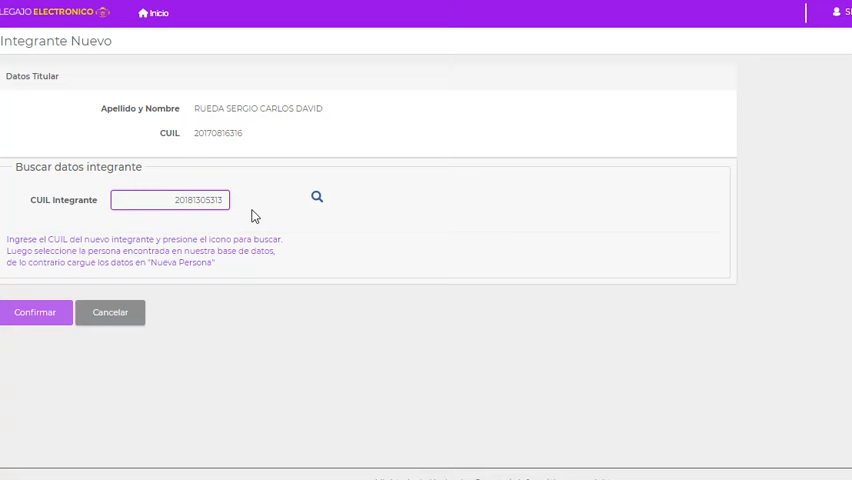 LEGAJO ELECTRONICO Inicio
Integrante Nuevo
Datos Titular
Apellido y Nombre RUEDA SERGIO CARLOS DAVID
CUIL 20170816316
Buscar datos integrante
CUIL Integrante 20181305313
Ingrese el CUIL del nuevo integrante y presione el icono para buscar.
Luego seleccione la persona encontrada en nuestra base de datos,
de lo contrario cargue los datos en "Nueva Persona"
Confirmar Cancelar